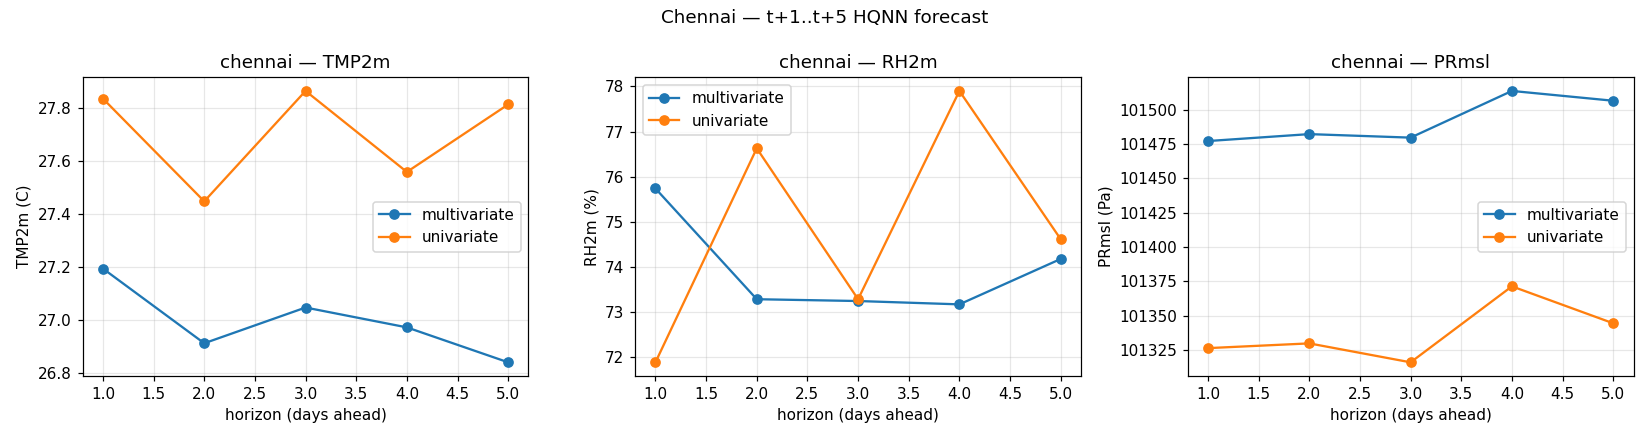 Chennai — t+1..t+5 HQNN forecast
chennai — TMP2m
27.8
27.6
27.4
27.2
27.0
26.8
TMP2m (C)
multivariate
univariate
1.0 1.5 2.0 2.5 3.0 3.5 4.0 4.5 5.0
horizon (days ahead)
chennai — RH2m
78
77
76
75
74
73
72
RH2m (%)
multivariate
univariate
1.0 1.5 2.0 2.5 3.0 3.5 4.0 4.5 5.0
horizon (days ahead)
chennai — PRmsl
101500
101475
101450
101425
101400
101375
101350
101325
PRmsl (Pa)
multivariate
univariate
1.0 1.5 2.0 2.5 3.0 3.5 4.0 4.5 5.0
horizon (days ahead)